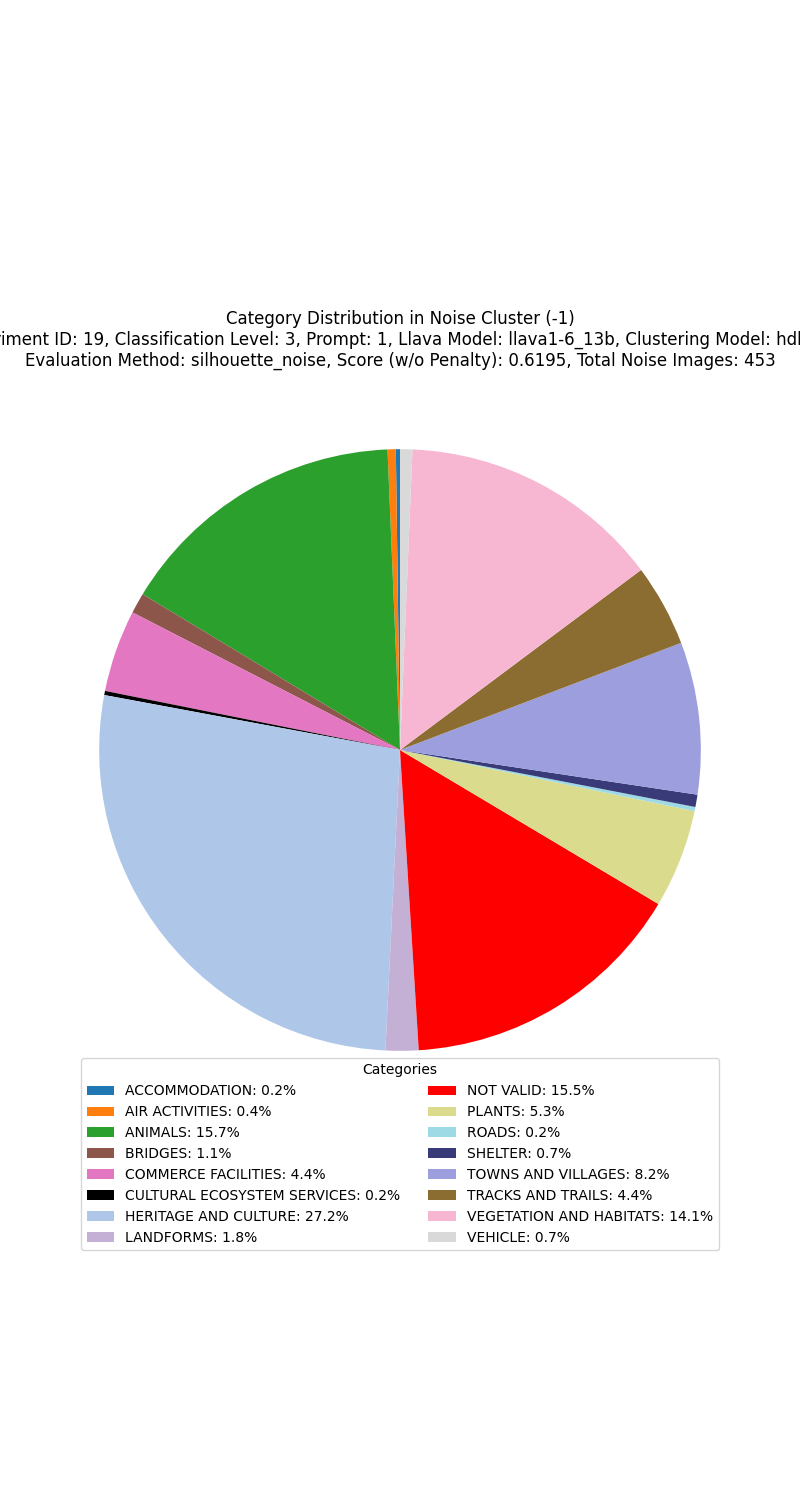 Category Distribution in Noise Cluster (-1)
ID: 19, Classification Level: 3, Prompt: 1, Llava Model: llava1-6_13b, Clustering Model:
Evaluation Method: silhouette_noise, Score (w/o Penalty): 0.6195, Total Noise Images: 453
Categories
ACCOMMODATION: 0.2%
AIR ACTIVITIES: 0.4%
ANIMALS: 15.7%
BRIDGES: 1.1%
COMMERCE FACILITIES: 4.4%
CULTURAL ECOSYSTEM SERVICES: 0.2%
HERITAGE AND CULTURE: 27.2%
LANDFORMS: 1.8%
NOT VALID: 15.5%
PLANTS: 5.3%
ROADS: 0.2%
SHELTER: 0.7%
TOWNS AND VILLAGES: 8.2%
TRACKS AND TRAILS: 4.4%
VEGETATION AND HABITATS: 14.1%
VEHICLE: 0.7%